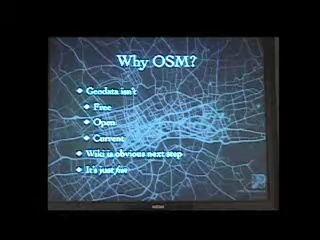 Why OSM?
Geodata isn't
Free
Open
Current
Wiki is obvious next step
It's just fun